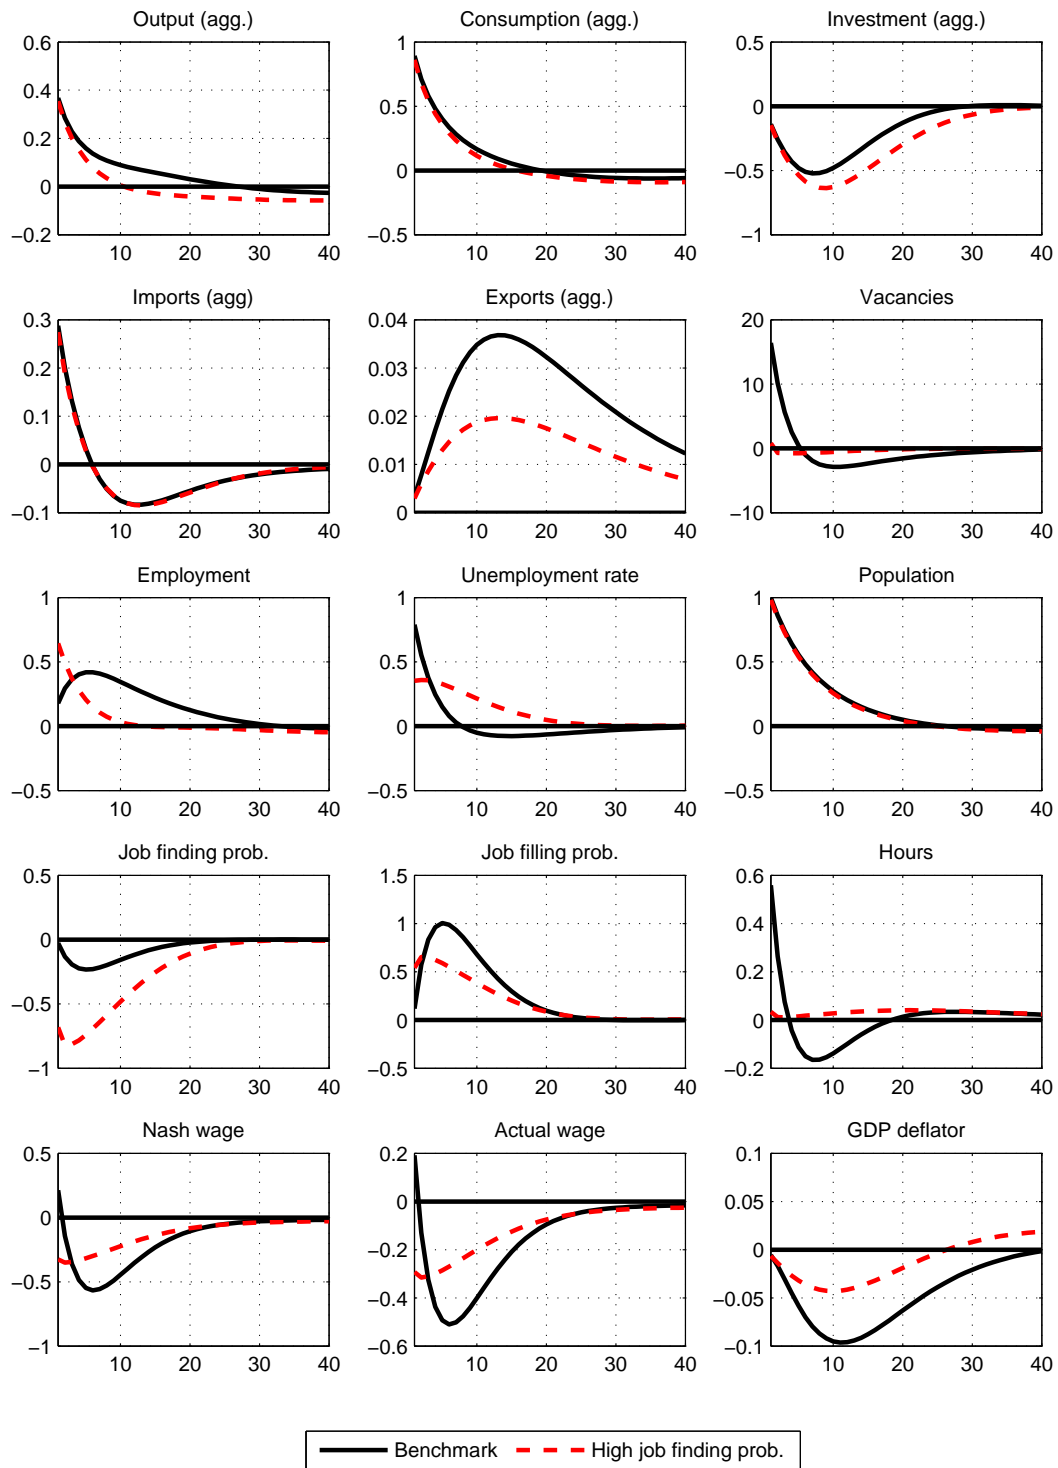 Output (agg.) Consumption (agg.) Investment (agg.)
0.6 1 0.5
0.4 0.5 0
0.2 0 −0.5
0 −0.5 −1
−0.2
10 20 30 40 10 20 30 40 10 20 30 40
Imports (agg) Exports (agg.) Vacancies
0.3 0.04 20
0.2 0.03 10
0.1 0.02 0
0 0.01 −10
−0.1 0
10 20 30 40 10 20 30 40 10 20 30 40
Employment Unemployment rate Population
1 1 1
0.5 0.5 0.5
0 0 0
−0.5 −0.5 −0.5
10 20 30 40 10 20 30 40 10 20 30 40
Job finding prob. Job filling prob. Hours
0.5 1.5 0.6
0 1 0.4
−0.5 0.5 0.2
−1 0 0
−0.5 −0.2
10 20 30 40 10 20 30 40 10 20 30 40
Nash wage Actual wage GDP deflator
0.5 0.2 0.1
0 0 0.05
−0.5 −0.2 0
−1 −0.4 −0.05
−0.6 −0.1
10 20 30 40 10 20 30 40 10 20 30 40
Benchmark High job finding prob.